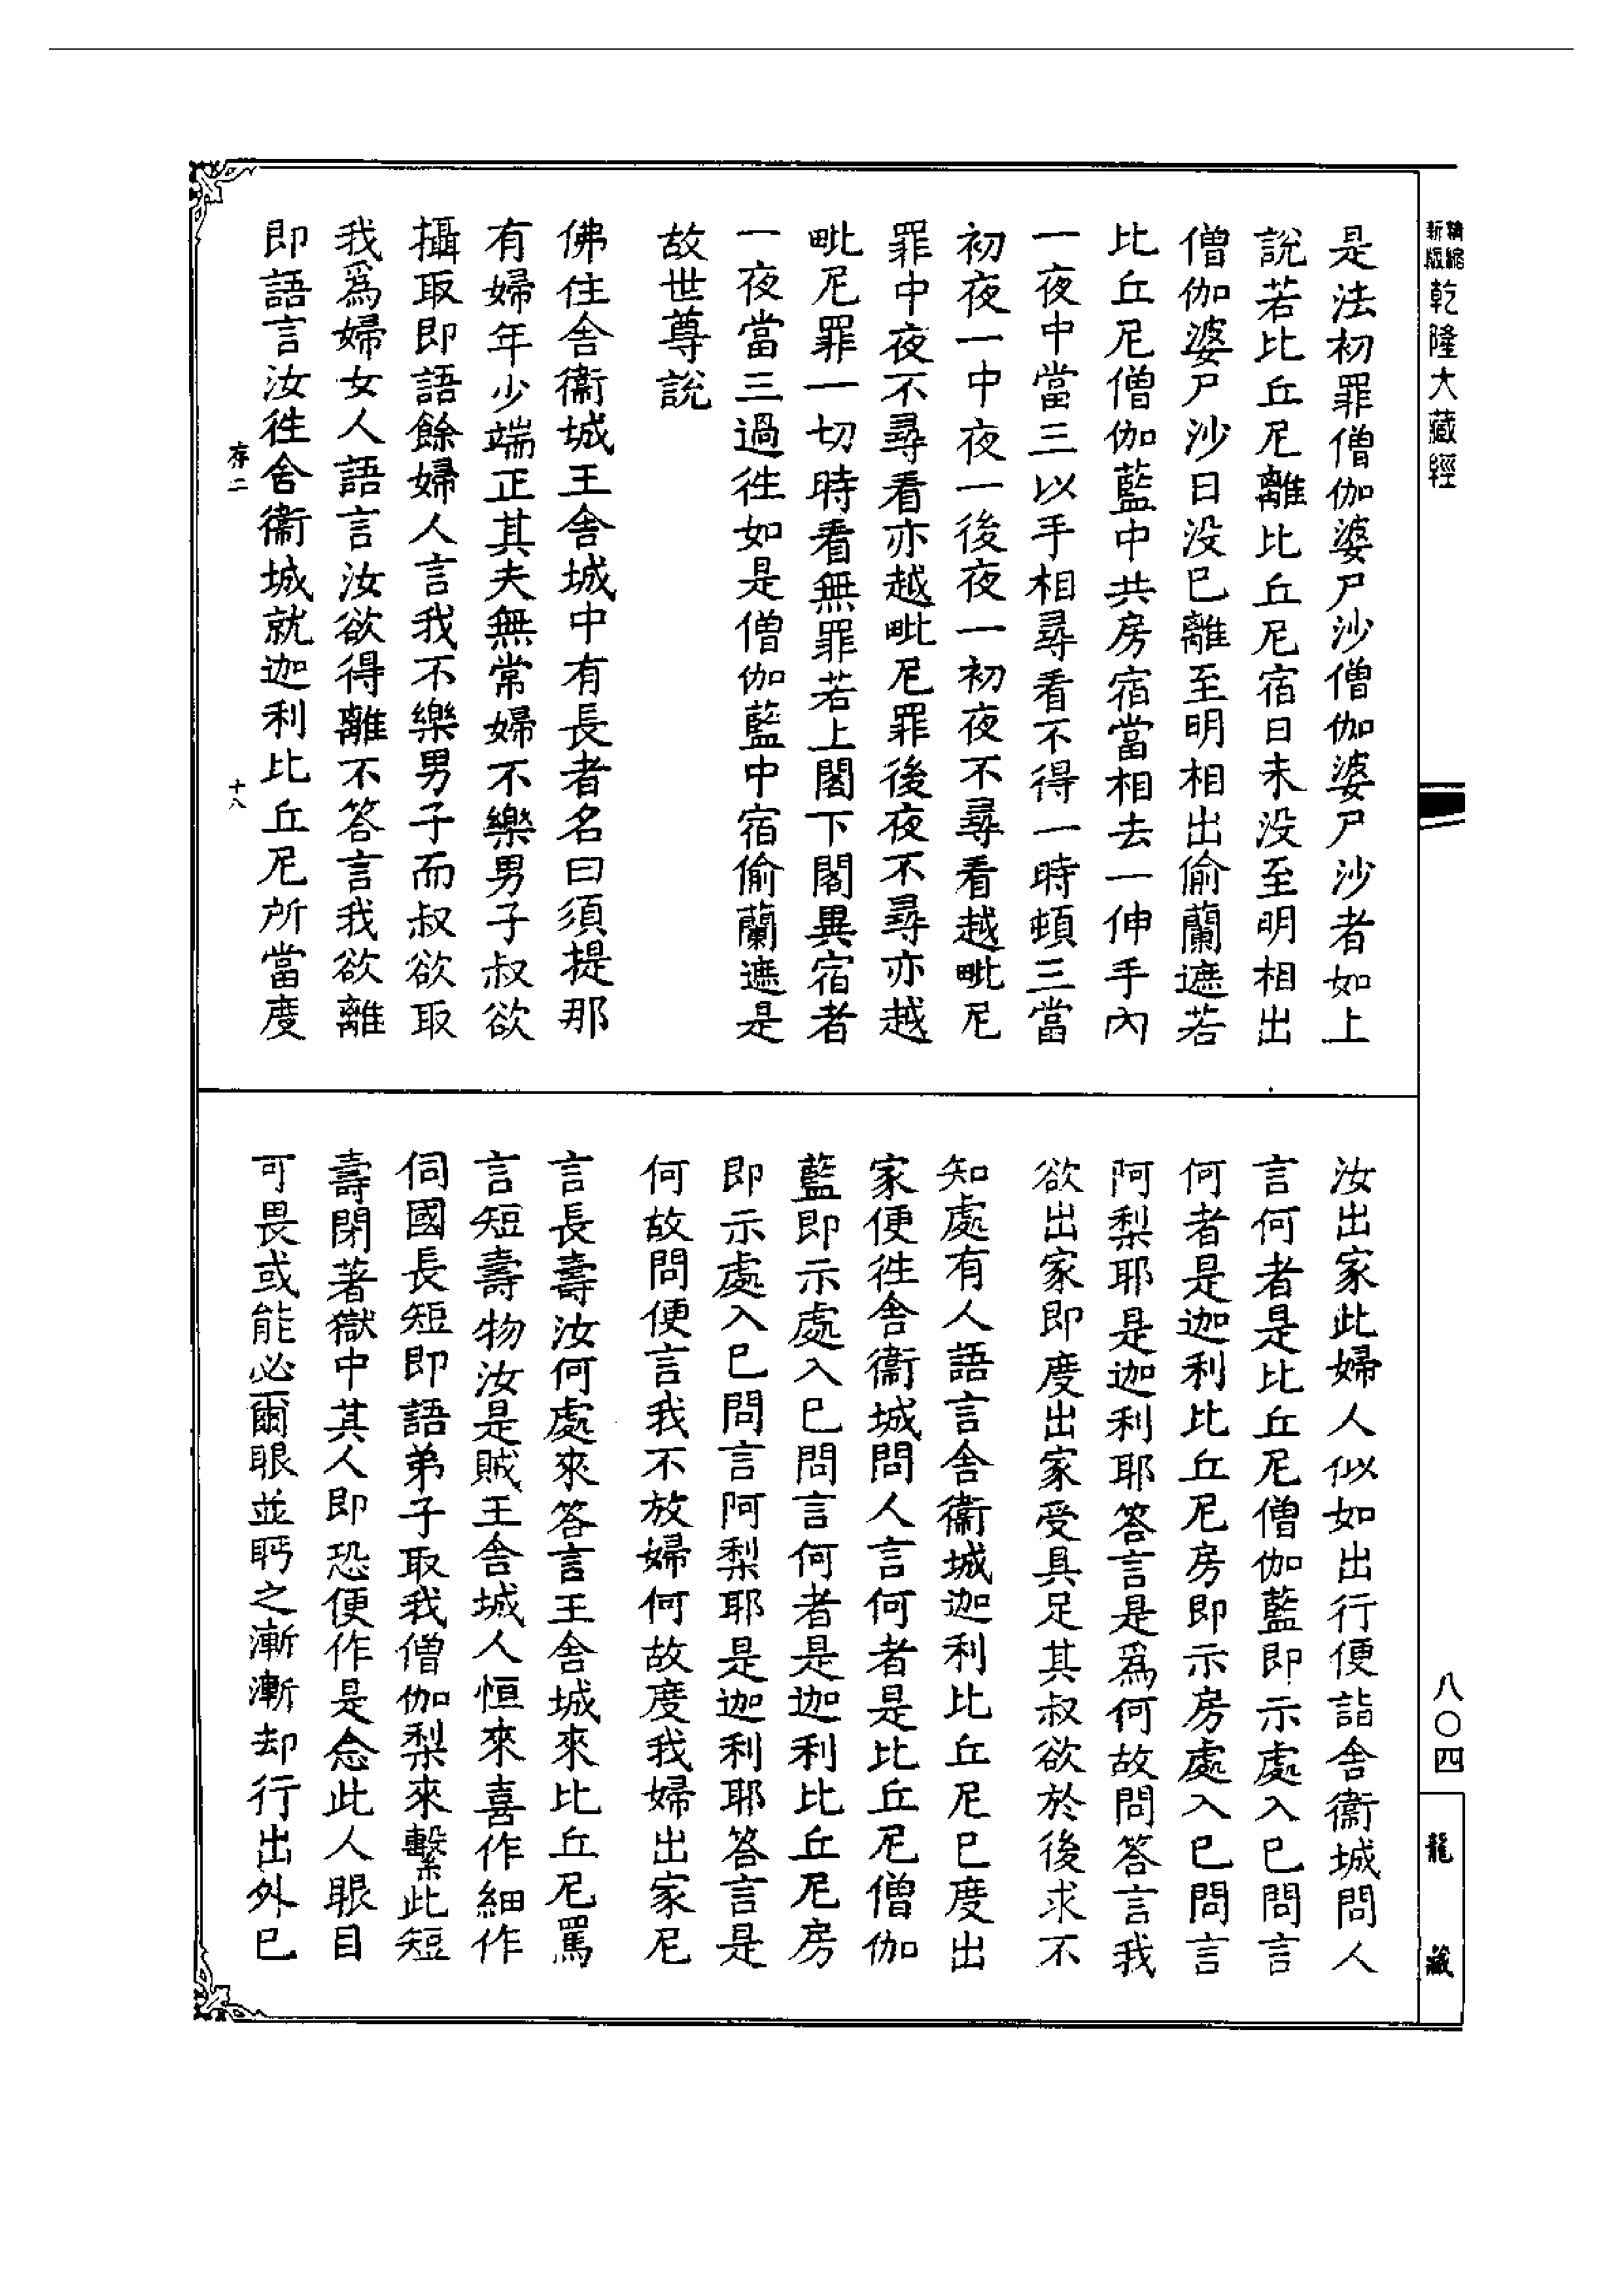 精縮
新版
乾隆大藏經
是法初罪僧伽婆尸沙僧伽婆尸沙者如上
說若比丘尼離比丘尼宿日未没至明相出
僧伽婆尸沙日没已離至明相出偷蘭遮若
比丘尼僧伽藍中共房宿當相去一伸手內
一夜中當三以手相尋看不得一時頓三當
初夜一中夜一後夜一初夜不尋看越毗尼
罪中夜不尋看亦越毗尼罪後夜不尋亦越
毗尼罪一切時看無罪若上閣下閣異宿者
一夜當三過徃如是僧伽藍中宿偷蘭遮是
故世尊說
佛住舍衞城王舍城中有長者名曰須提那
有婦年少端正其夫無常婦不樂男子叔欲
攝取即語餘婦人言我不樂男子而叔欲取
我爲婦女人語言汝欲得離不答言我欲離
即語言汝徃舍衞城就迦利比丘尼所當度
存二
十八
汝出家此婦人似如出行便詣舍衞城問人
言何者是比丘尼僧伽藍即示處入已問言
何者是迦利比丘尼房即示房處入已問言
阿梨耶是迦利耶答言是爲何故問答言我
欲出家即度出家受具足其叔欲於後求不
知處有人語言舍衞城迦利比丘尼已度出
家便徃舍衞城問人言何者是比丘尼僧伽
藍即示處入已問言何者是迦利比丘尼房
即示處入已問言阿梨耶是迦利耶答言是
何故問便言我不放婦何故度我婦出家尼
言長壽汝何處來答言王舍城來比丘尼罵
言短壽物汝是賊王舍城人恒來喜作細作
伺國長短即語弟子取我僧伽梨來繫此短
壽閉著獄中其人即恐便作是念此人眼目
可畏或能必爾眼並眄之漸漸却行出外已
八〇四
龍藏